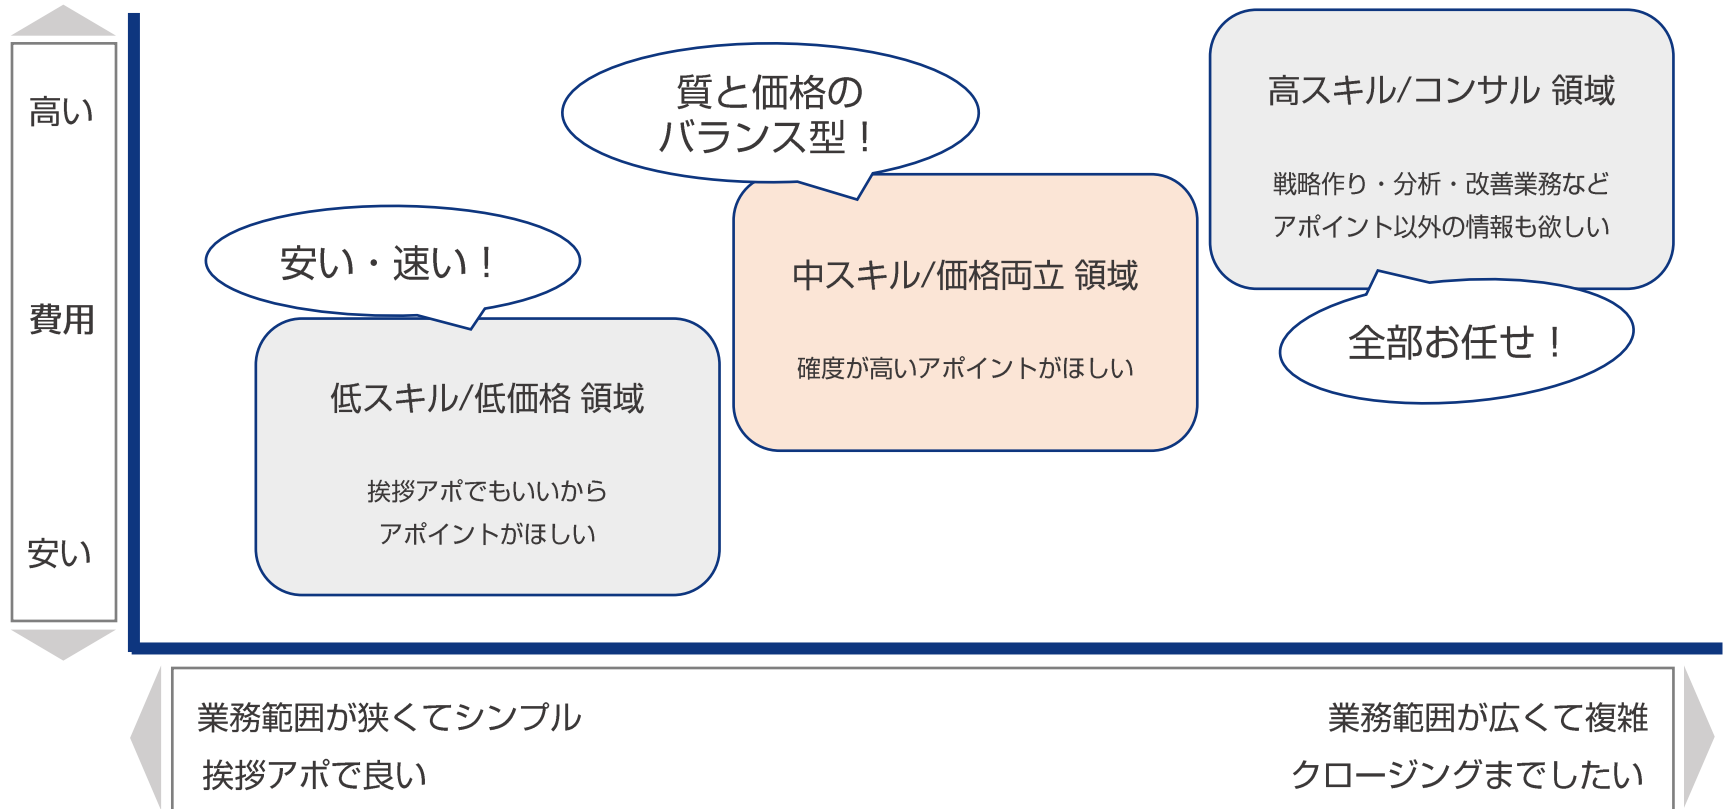 高い
費用
安い
安い・速い！
低スキル/低価格 領域
挨拶アポでもいいから
アポイントがほしい
質と価格の
バランス型！
中スキル/価格両立 領域
確度が高いアポイントがほしい
高スキル/コンサル 領域
戦略作り・分析・改善業務など
アポイント以外の情報も欲しい
全部お任せ！
業務範囲が狭くてシンプル
挨拶アポで良い
業務範囲が広くて複雑
クロージングまでしたい